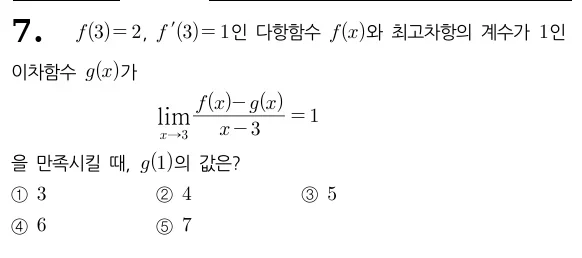 7. f(3)=2, f′(3)=1인 다항함수 f(x)와 최고차항의 계수가 1인
이차함수 g(x)가
lim_{x→3} \frac{f(x)-g(x)}{x-3} = 1
을 만족시킬 때, g(1)의 값은?
① 3 ② 4 ③ 5
④ 6 ⑤ 7